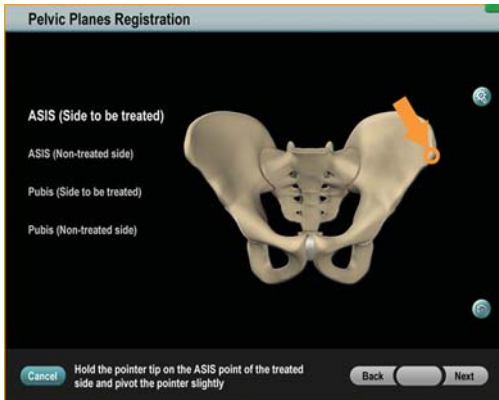 Pelvic Planes Registration
ASIS (Side to be treated)
ASIS (Non-treated side)
Pubis (Side to be treated)
Pubis (Non-treated side)
Cancel
Hold the pointer tip on the ASIS point of the treated
side and pivot the pointer slightly
Back
Next